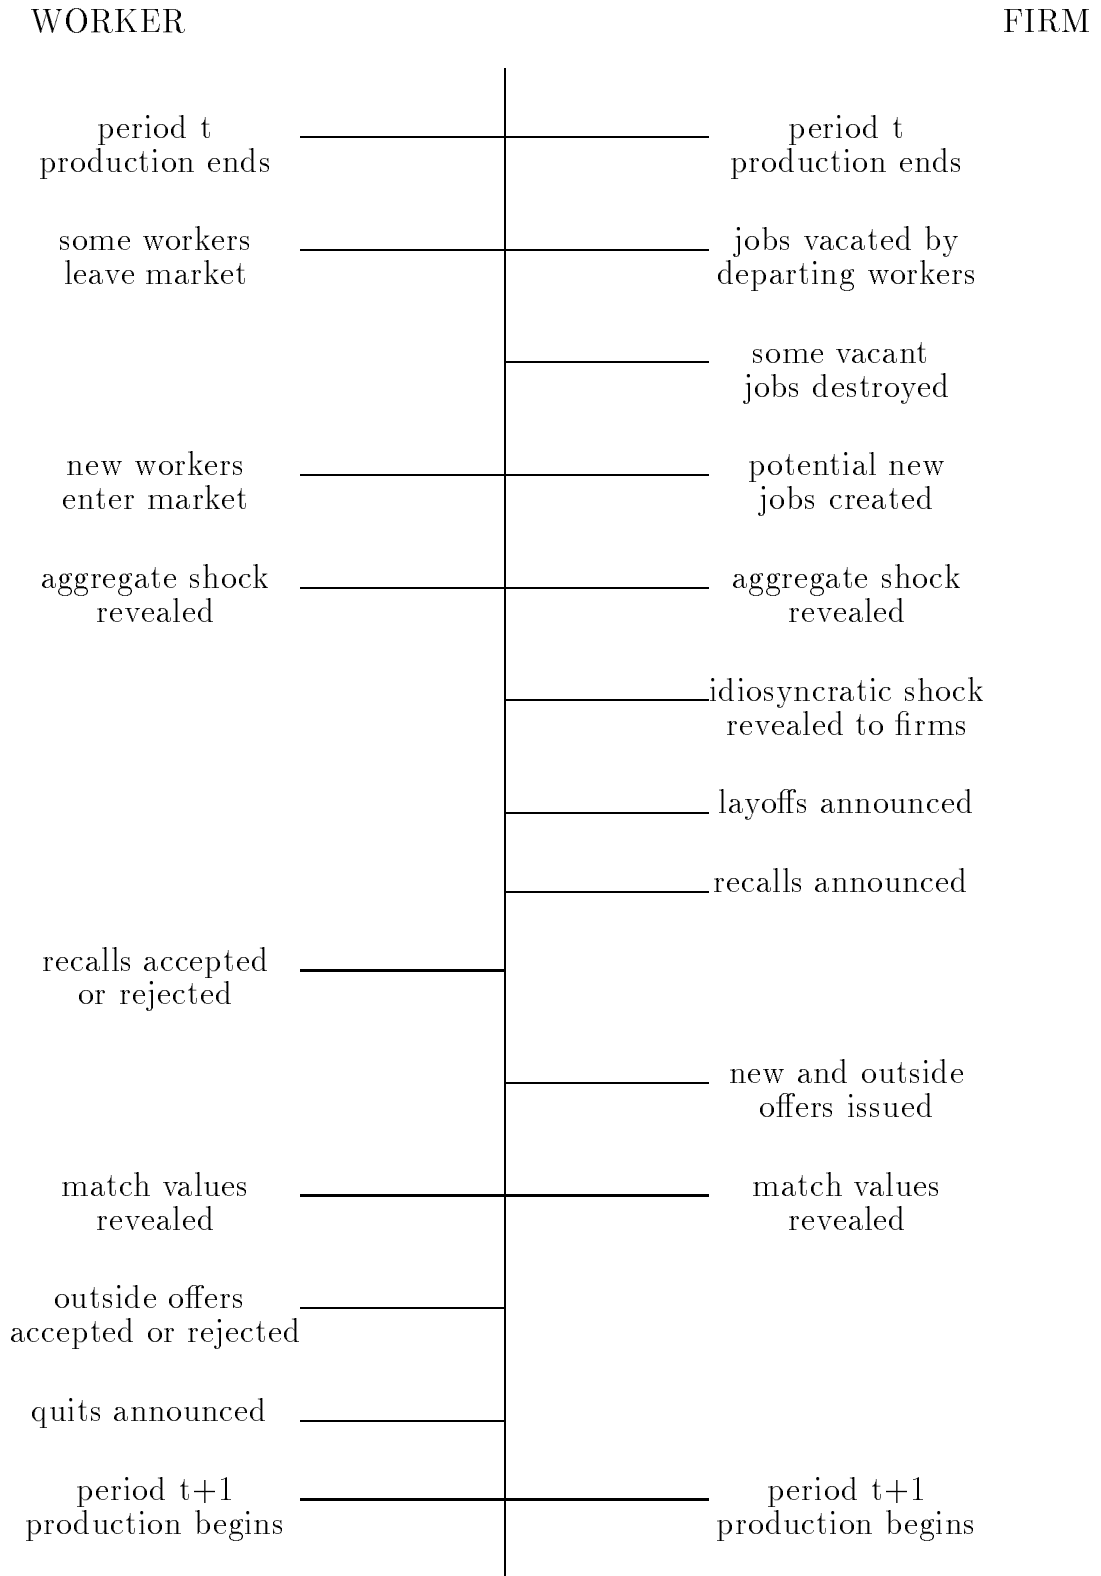 WORKER
FIRM
period t
production ends
period t
production ends
some workers
leave market
jobs vacated by
departing workers
some vacant
jobs destroyed
new workers
enter market
potential new
jobs created
aggregate shock
revealed
aggregate shock
revealed
idiosyncratic shock
revealed to firms
layoffs announced
recalls announced
recalls accepted
or rejected
new and outside
offers issued
match values
revealed
match values
revealed
outside offers
accepted or rejected
quits announced
period t+1
production begins
period t+1
production begins